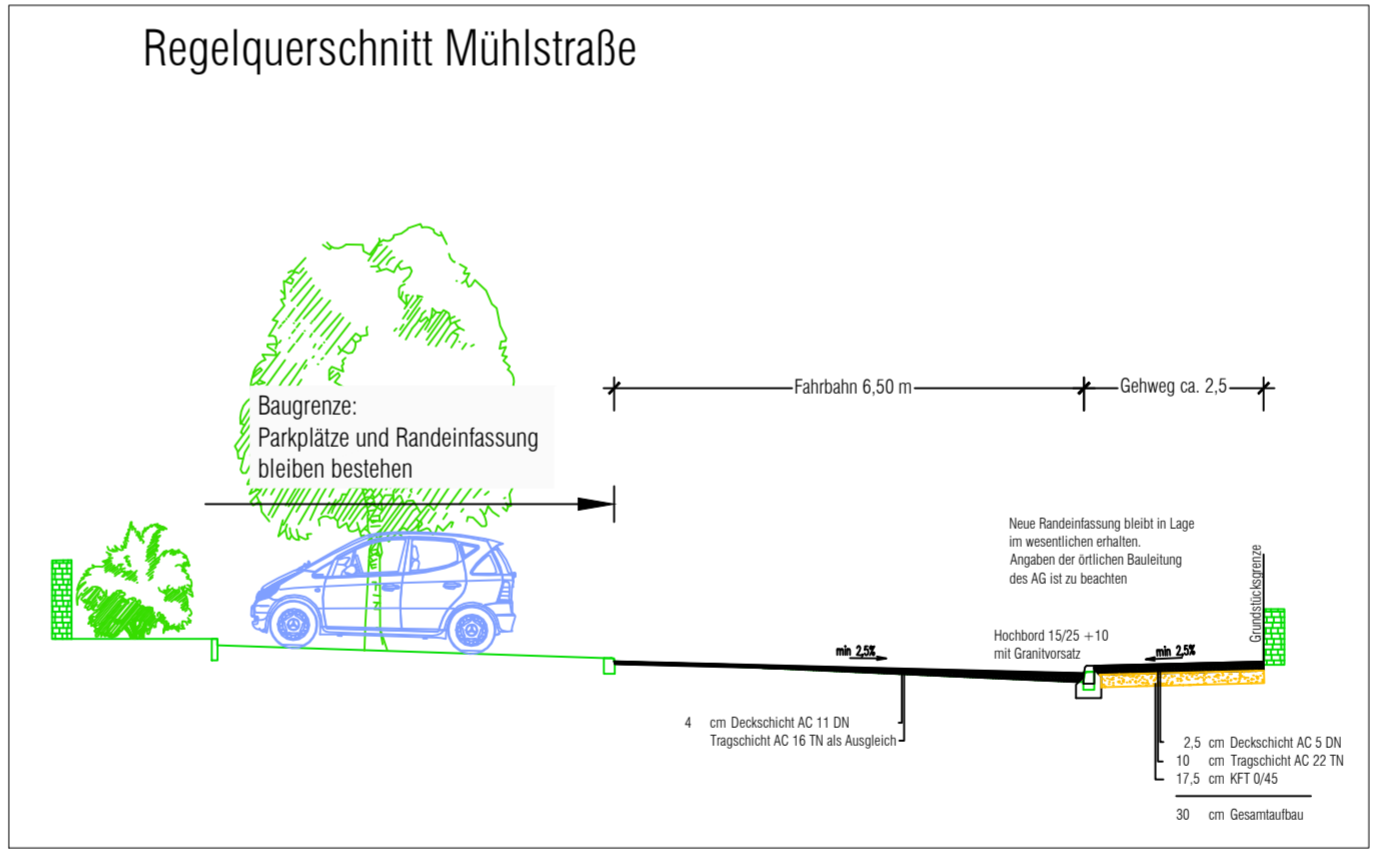 Regelquerschnitt Mühlstraße
Fahrbahn 6,50 m
Gehweg ca. 2,5
Baugrenze:
Parkplätze und Randeinfassung
bleiben bestehen
Neue Randeinfassung bleibt in Lage
im wesentlichen erhalten.
Angaben der örtlichen Bauleitung
des AG ist zu beachten
Grundstücksgrenze
Hochbord 15/25 +10
mit Granitvorsatz
min 2,5%
min 2,5%
4 cm Deckschicht AC 11 DN
Tragschicht AC 16 TN als Ausgleich
2,5 cm Deckschicht AC 5 DN
10 cm Tragschicht AC 22 TN
17,5 cm KFT 0/45
30 cm Gesamtaufbau